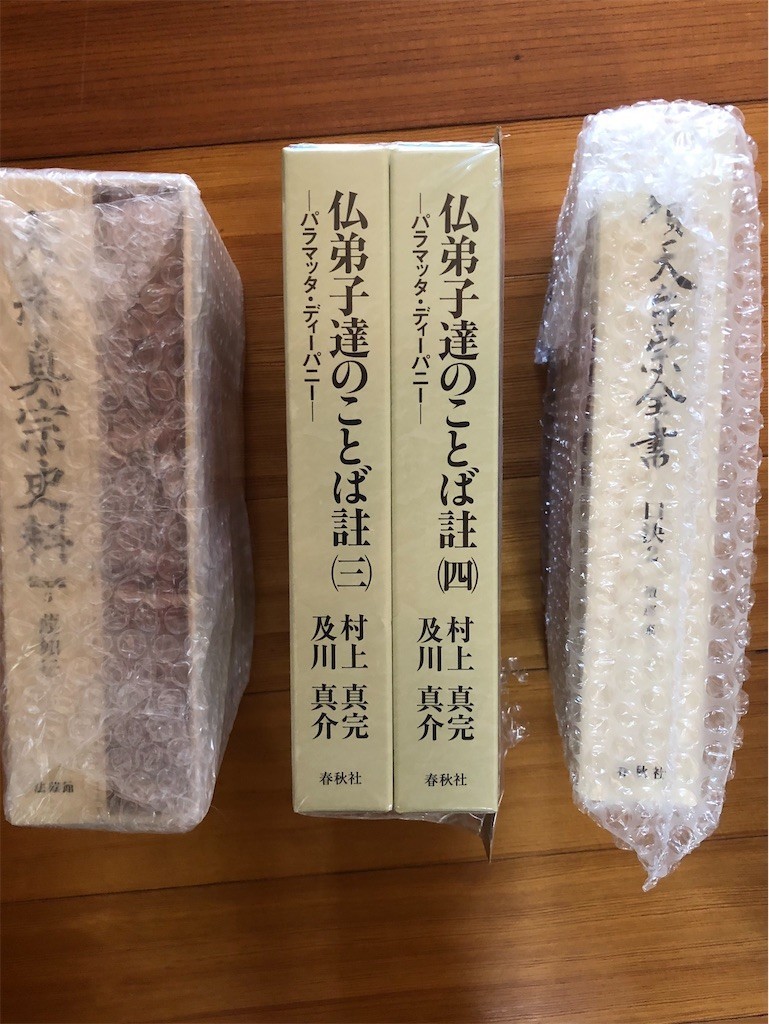 真宗史料
法藏館
仏弟子達のことば註(三)
―パラマッタ・ディーパニー―
村上 真完
及川 真介
春秋社
仏弟子達のことば註(四)
―パラマッタ・ディーパニー―
村上 真完
及川 真介
春秋社
天台宗全書
口決2
春秋社